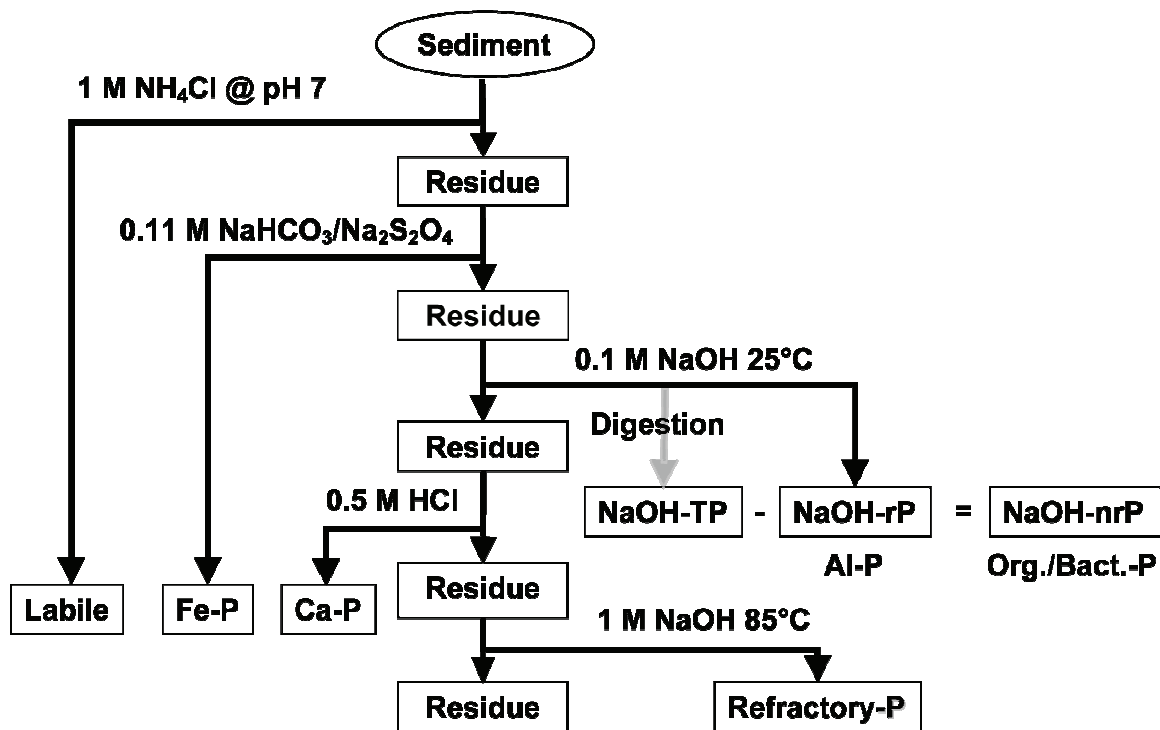 Sediment
1 M NH₄Cl @ pH 7
Residue
0.11 M NaHCO₃/Na₂S₂O₄
Residue
0.1 M NaOH 25°C
Digestion
Residue
0.5 M HCl
NaOH-TP - NaOH-rP = NaOH-nrP
Al-P Org./Bact.-P
Labile Fe-P Ca-P Residue
1 M NaOH 85°C
Residue Refractory-P